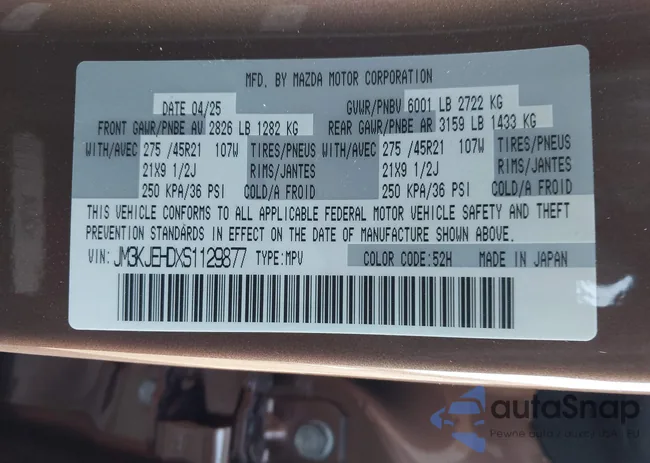 MFD. BY MAZDA MOTOR CORPORATION
DATE 04/25 GVWR/PNBV 6001 LB 2722 KG
FRONT GAWR/PNBE AV 2826 LB 1282 KG REAR GAWR/PNBE AR 3159 LB 1433 KG
WITH/AVEC 275 /45R21 107W TIRES/PNEUS WITH/AVEC 275 /45R21 107W TIRES/PNEUS
21X9 1/2J RIMS/JANTES 21X9 1/2J RIMS/JANTES
250 KPA/36 PSI COLD/A FROID 250 KPA/36 PSI COLD/A FROID
THIS VEHICLE CONFORMS TO ALL APPLICABLE FEDERAL MOTOR VEHICLE SAFETY AND THEFT
PREVENTION STANDARDS IN EFFECT ON THE DATE OF MANUFACTURE SHOWN ABOVE.
VIN: JM3KJEHDXS1129877 TYPE:MPV COLOR CODE:52H MADE IN JAPAN
autoSnap
Pewne auta z aukcji USA i EU